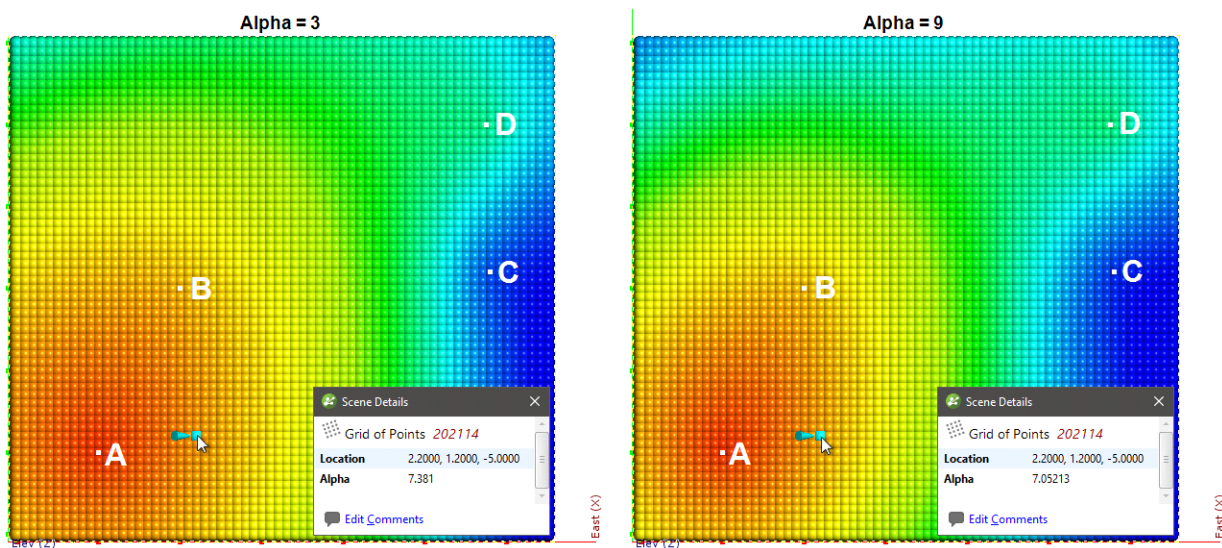 Alpha = 3
D
B
C
A
Scene Details
Grid of Points 202114
Location 2.2000, 1.2000, -5.0000
Alpha 7.381
Edit Comments
Elev (Z)
East (X)
Alpha = 9
D
B
C
A
Scene Details
Grid of Points 202114
Location 2.2000, 1.2000, -5.0000
Alpha 7.05213
Edit Comments
Elev (Z)
East (X)